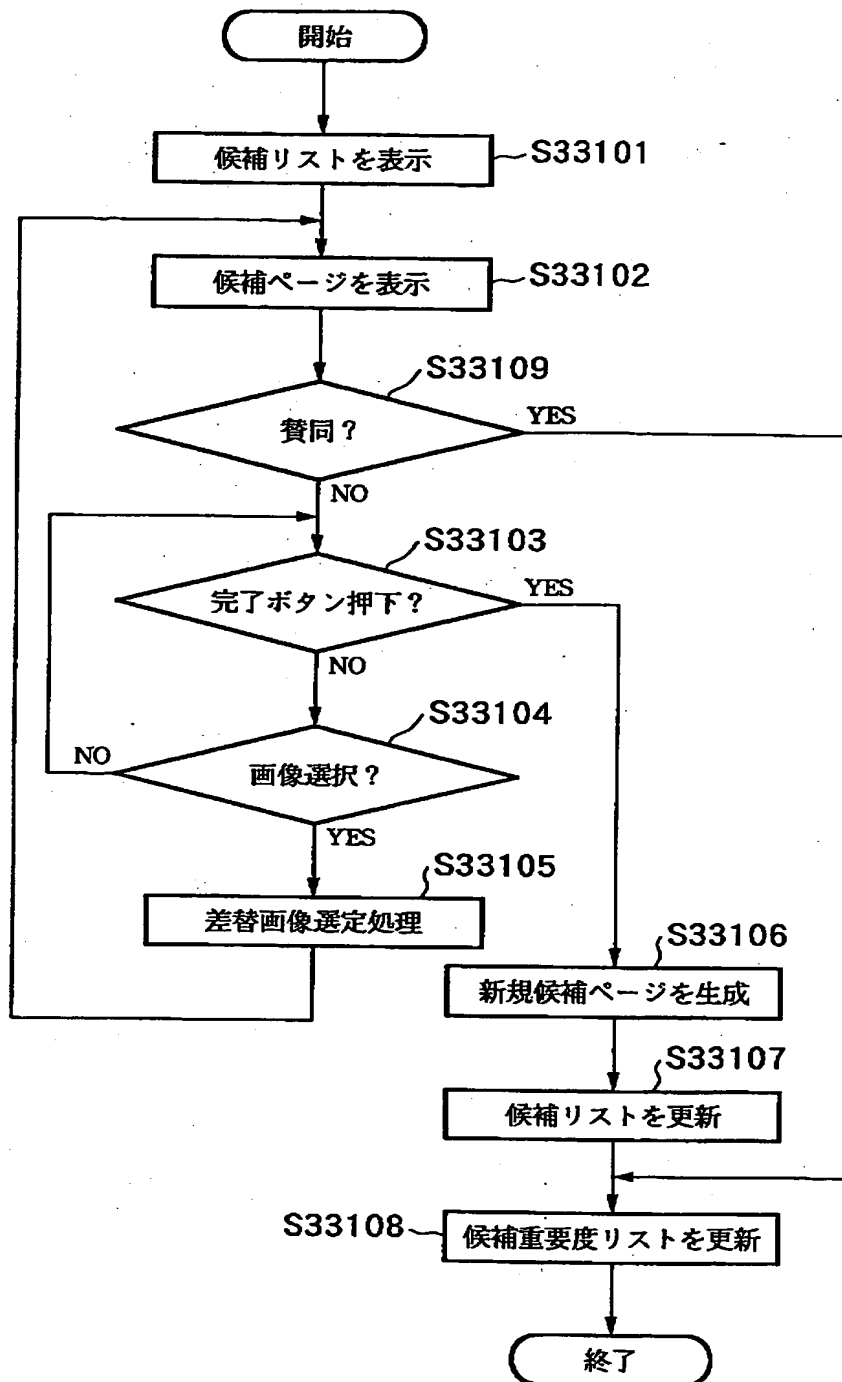 開始
候補リストを表示
S33101
候補ページを表示
S33102
S33109
賛同？
YES
NO
S33103
完了ボタン押下？
YES
NO
S33104
画像選択？
NO
YES
S33105
差替画像選定処理
S33106
新規候補ページを生成
S33107
候補リストを更新
S33108
候補重要度リストを更新
終了